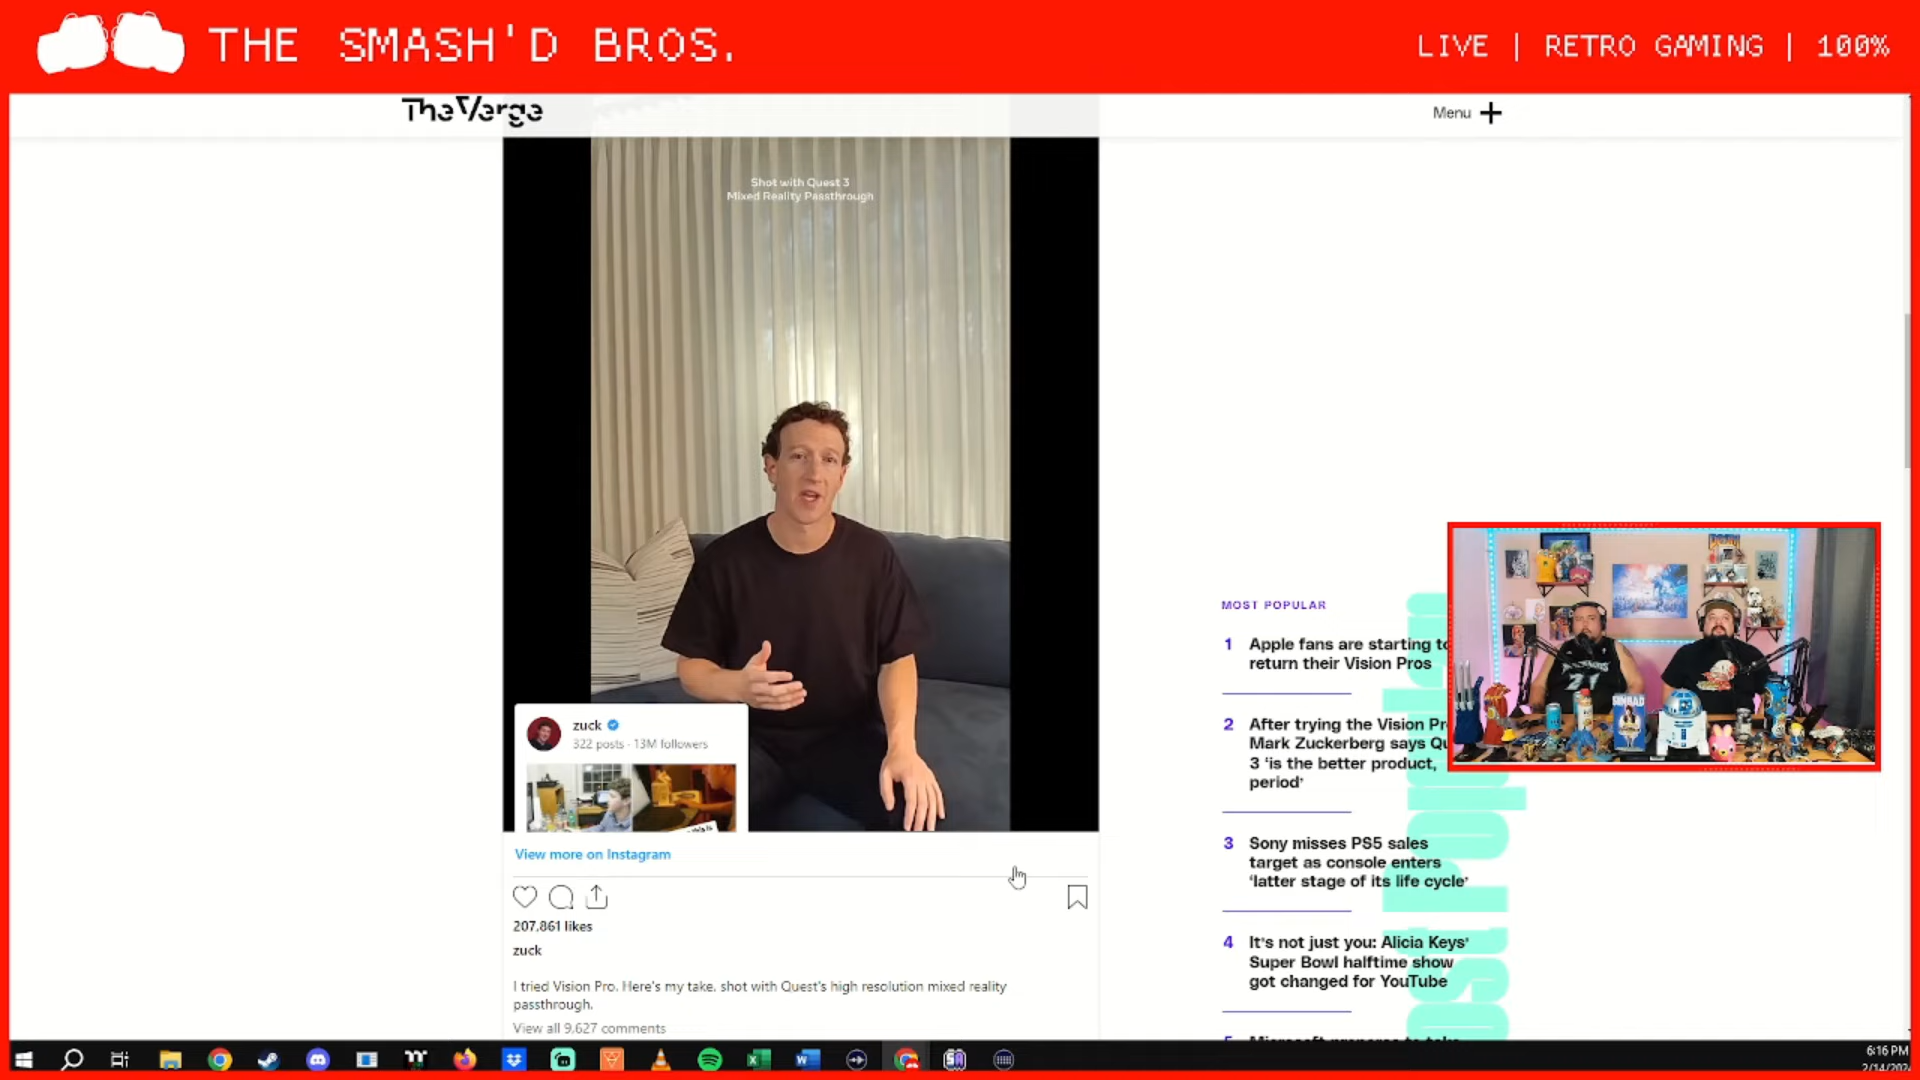 THE SMASH'D BROS.
LIVE | RETRO GAMING | 100%
TheVerge
Menu
Shot with Quest 3
Mixed Reality Passthrough
zuck
322 posts · 13M followers
View more on Instagram
207,861 likes
zuck
I tried Vision Pro. Here's my take, shot with Quest's high resolution mixed reality
passthrough.
View all 9,627 comments
MOST POPULAR
1 Apple fans are starting to
return their Vision Pros
2 After trying the Vision Pr
Mark Zuckerberg says Qu
3 ‘is the better product,
period’
3 Sony misses PS5 sales
target as console enters
‘latter stage of its life cycle’
4 It’s not just you: Alicia Keys’
Super Bowl halftime show
got changed for YouTube
SINBAD
6:16 PM